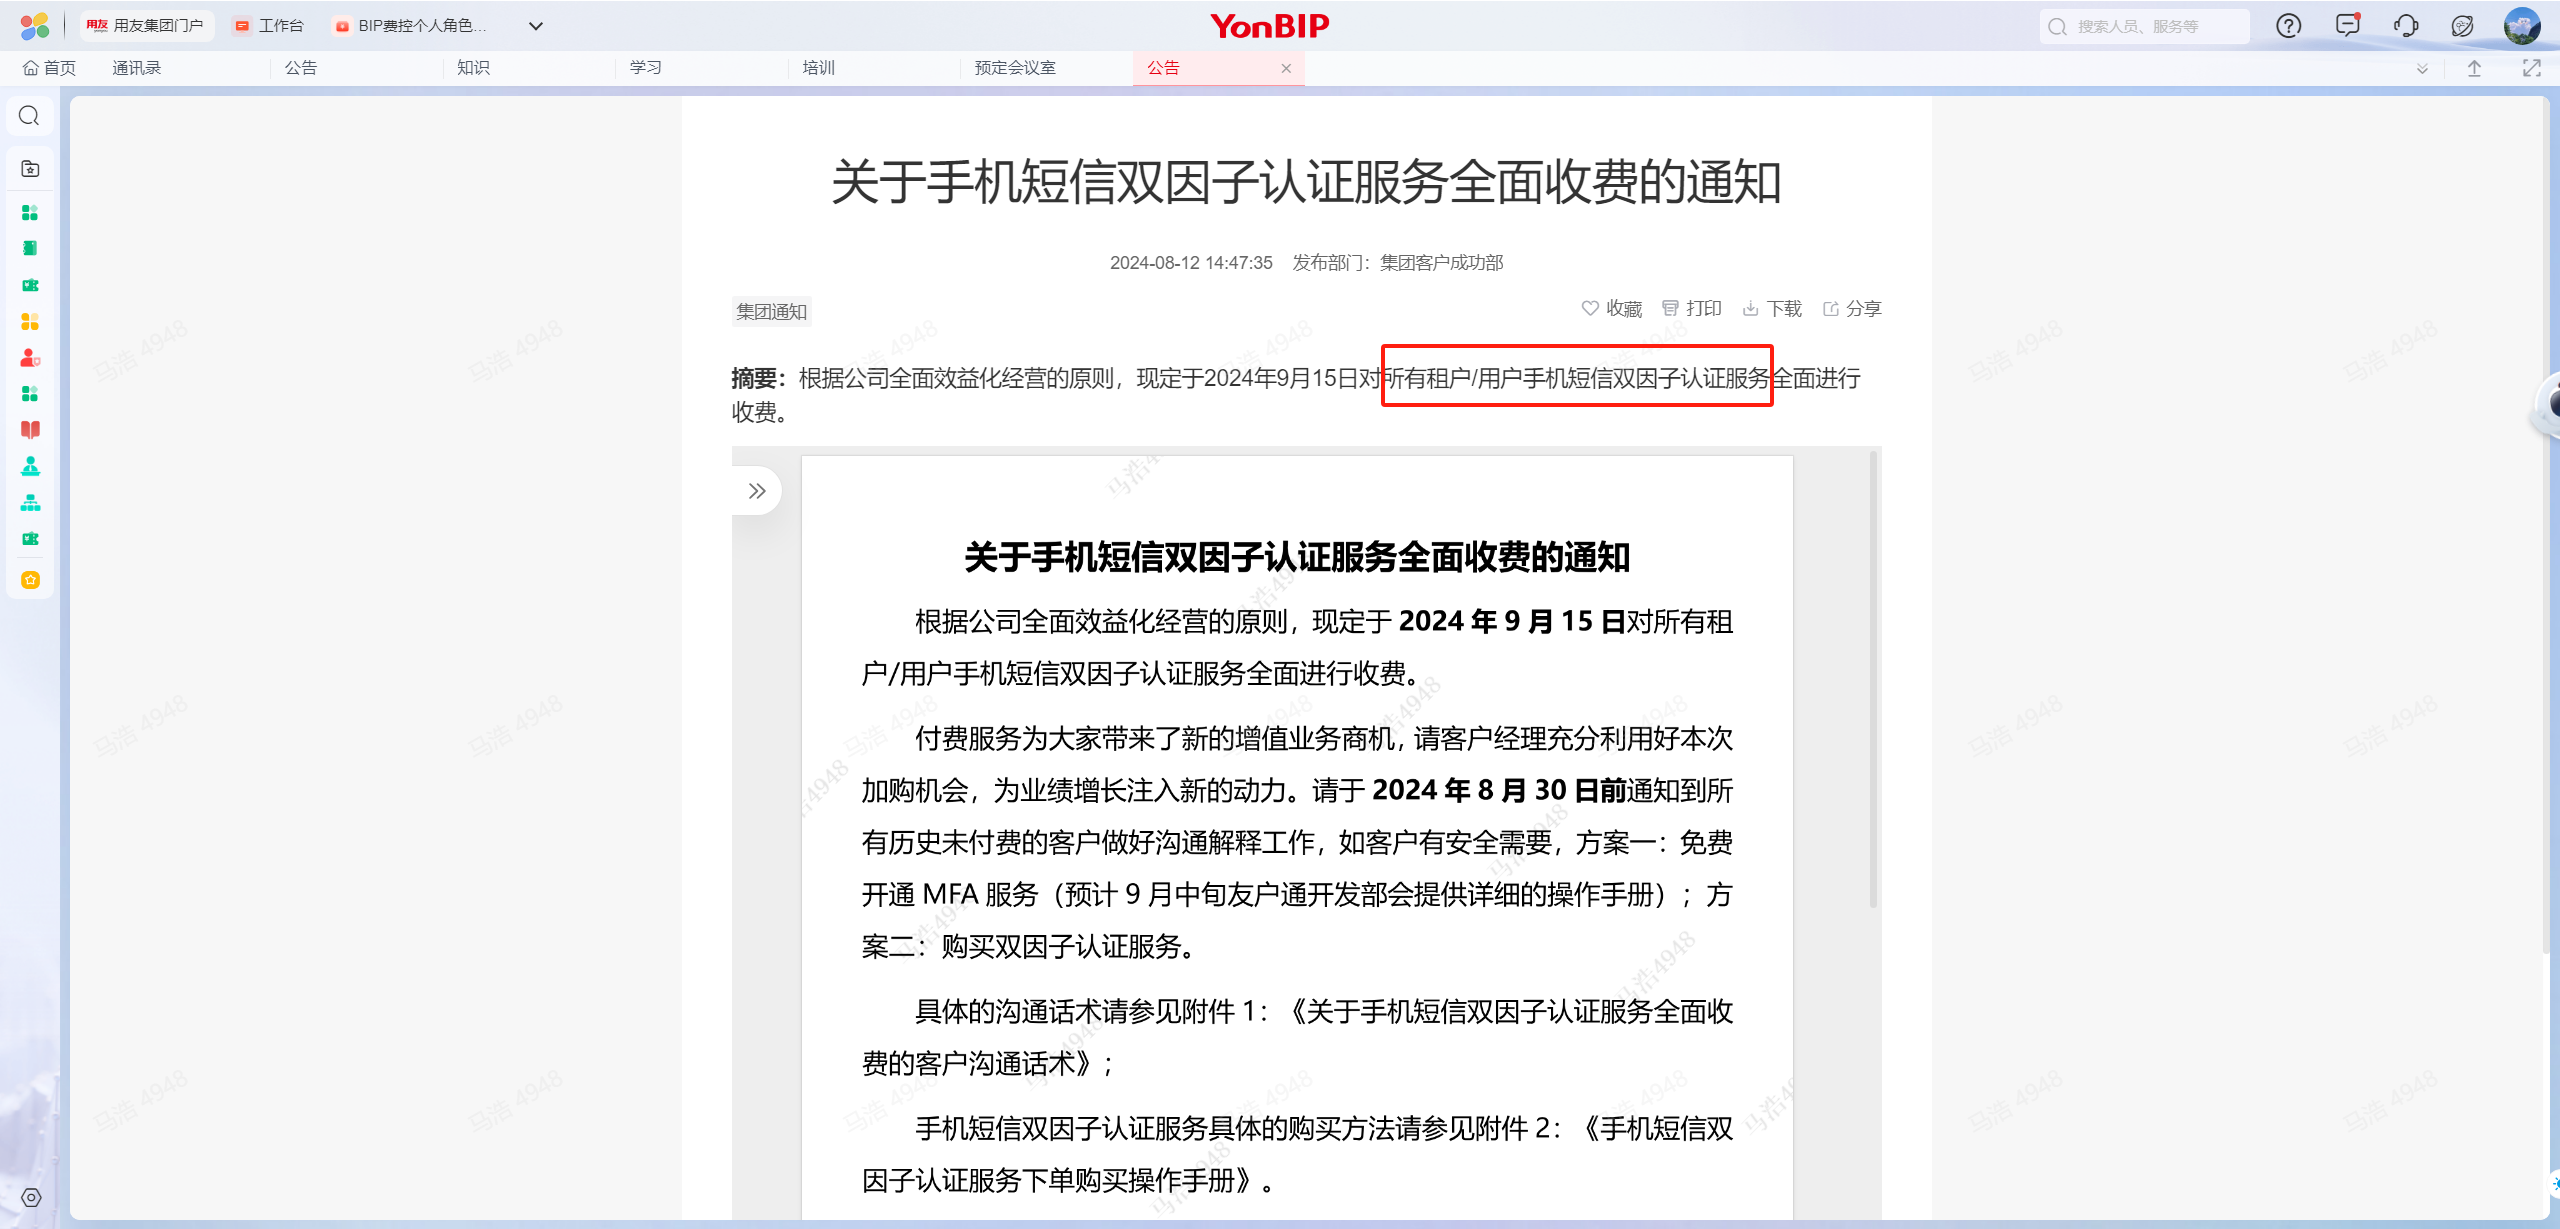 用友 用友集团门户 工作台 BIP费控个人角色... YonBIP 搜索人员、服务等
首页 通讯录 公告 知识 学习 培训 预定会议室 公告
关于手机短信双因子认证服务全面收费的通知
2024-08-12 14:47:35 发布部门：集团客户成功部
集团通知 收藏 打印 下载 分享
摘要：根据公司全面效益化经营的原则，现定于2024年9月15日对所有租户/用户手机短信双因子认证服务全面进行
收费。
关于手机短信双因子认证服务全面收费的通知
根据公司全面效益化经营的原则，现定于 2024 年 9 月 15 日对所有租
户/用户手机短信双因子认证服务全面进行收费。
付费服务为大家带来了新的增值业务商机，请客户经理充分利用好本次
加购机会，为业绩增长注入新的动力。请于 2024 年 8 月 30 日前通知到所
有历史未付费的客户做好沟通解释工作，如客户有安全需要，方案一：免费
开通 MFA 服务（预计 9 月中旬友户通开发部会提供详细的操作手册）；方
案二：购买双因子认证服务。
具体的沟通话术请参见附件 1：《关于手机短信双因子认证服务全面收
费的客户沟通话术》；
手机短信双因子认证服务具体的购买方法请参见附件 2：《手机短信双
因子认证服务下单购买操作手册》。
马浩 4948